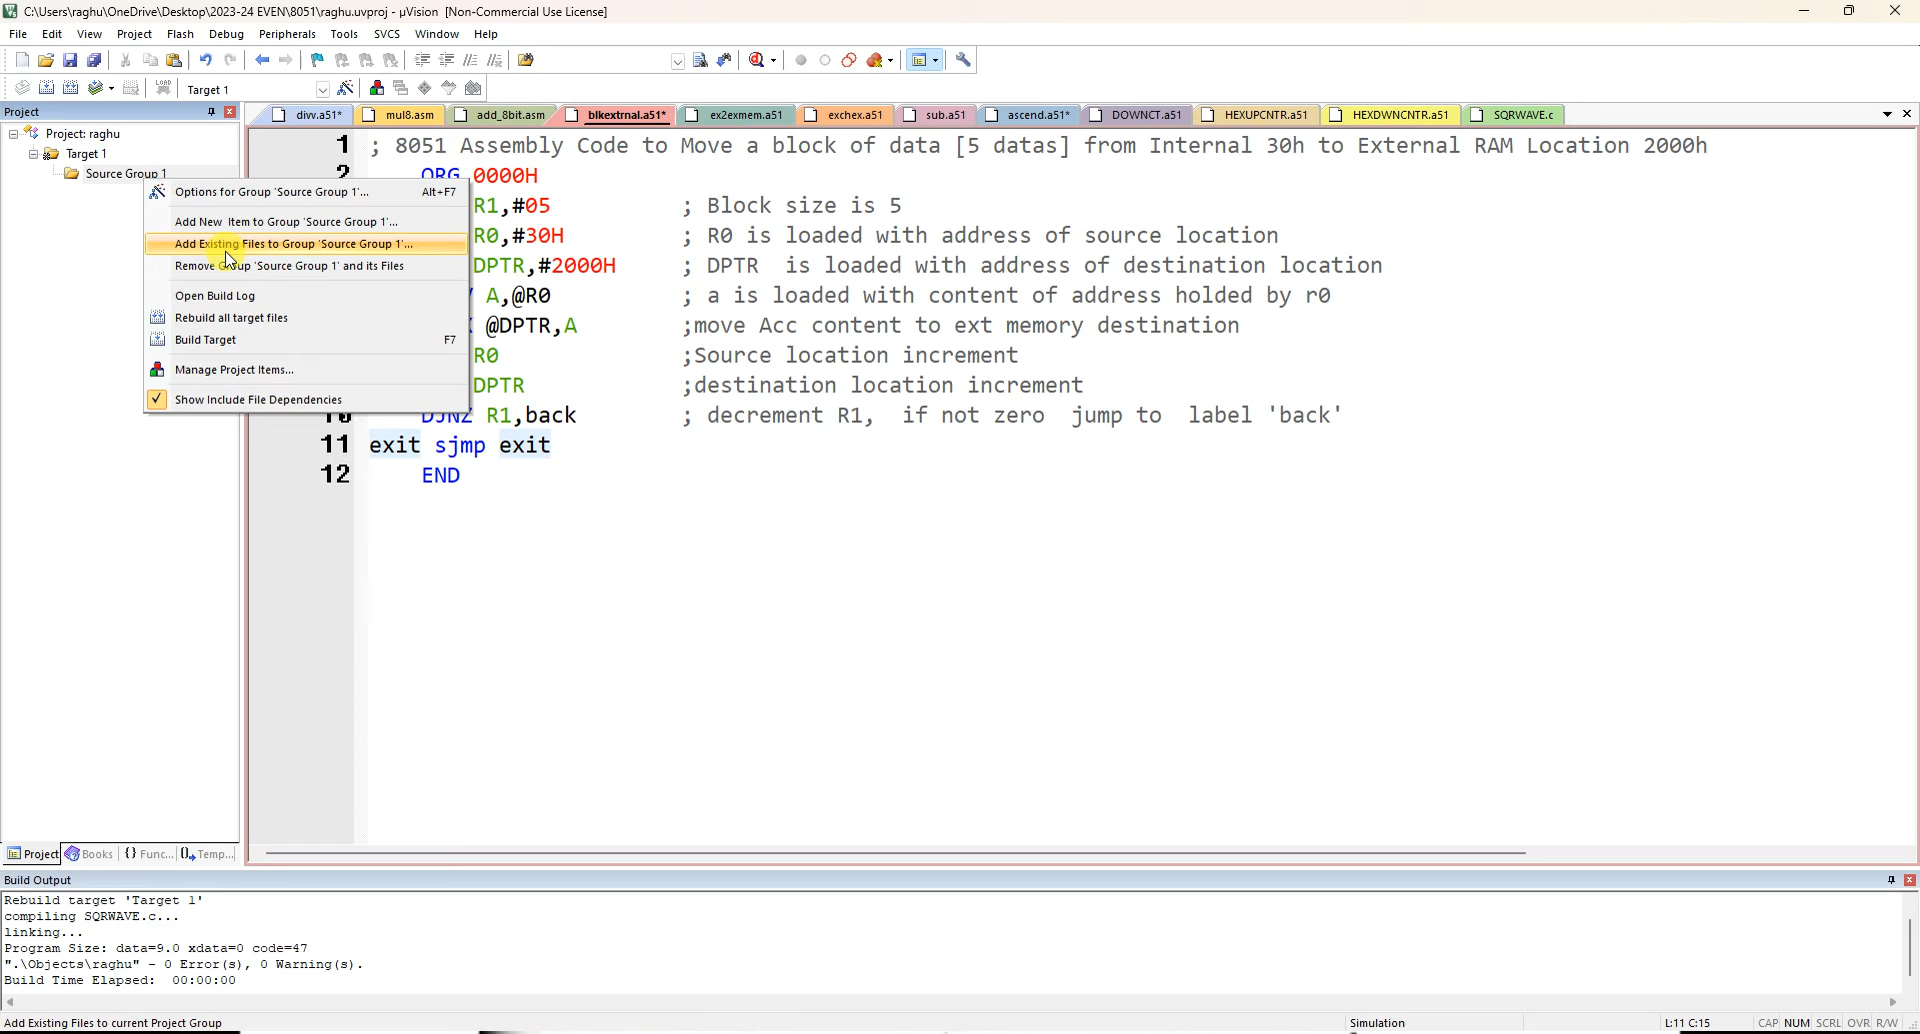 C:\Users\raghu\OneDrive\Desktop\2023-24 EVEN\8051\raghu.uvproj - µVision [Non-Commercial Use License]
File Edit View Project Flash Debug Peripherals Tools SVCS Window Help
LOAD Target 1
Project
divv.a51* mul8.asm add_8bit.asm blkextrnal.a51* ex2exmem.a51 exchex.a51 sub.a51 ascend.a51* DOWNCT.a51 HEXUPCNTR.a51 HEXDWNCNTR.a51 SQRWAVE.c
Project: raghu
Target 1
Source Group 1
Options for Group 'Source Group 1'... Alt+F7
Add New Item to Group 'Source Group 1'...
Add Existing Files to Group 'Source Group 1'...
Remove Group 'Source Group 1' and its Files
Open Build Log
Rebuild all target files
Build Target F7
Manage Project Items...
Show Include File Dependencies
1 ; 8051 Assembly Code to Move a block of data [5 datas] from Internal 30h to External RAM Location 2000h
2 ORG 0000H
R1,#05 ; Block size is 5
R0,#30H ; R0 is loaded with address of source location
DPTR,#2000H ; DPTR is loaded with address of destination location
A,@R0 ; a is loaded with content of address holded by r0
@DPTR,A ;move Acc content to ext memory destination
R0 ;Source location increment
DPTR ;destination location increment
10 DJNZ R1,back ; decrement R1, if not zero jump to label 'back'
11 exit sjmp exit
12 END
Project Books {} Func... Temp...
Build Output
Rebuild target 'Target 1'
compiling SQRWAVE.c...
linking...
Program Size: data=9.0 xdata=0 code=47
".\Objects\raghu" - 0 Error(s), 0 Warning(s).
Build Time Elapsed: 00:00:00
Add Existing Files to current Project Group Simulation L:11 C:15 CAP NUM SCRL OVR R/W